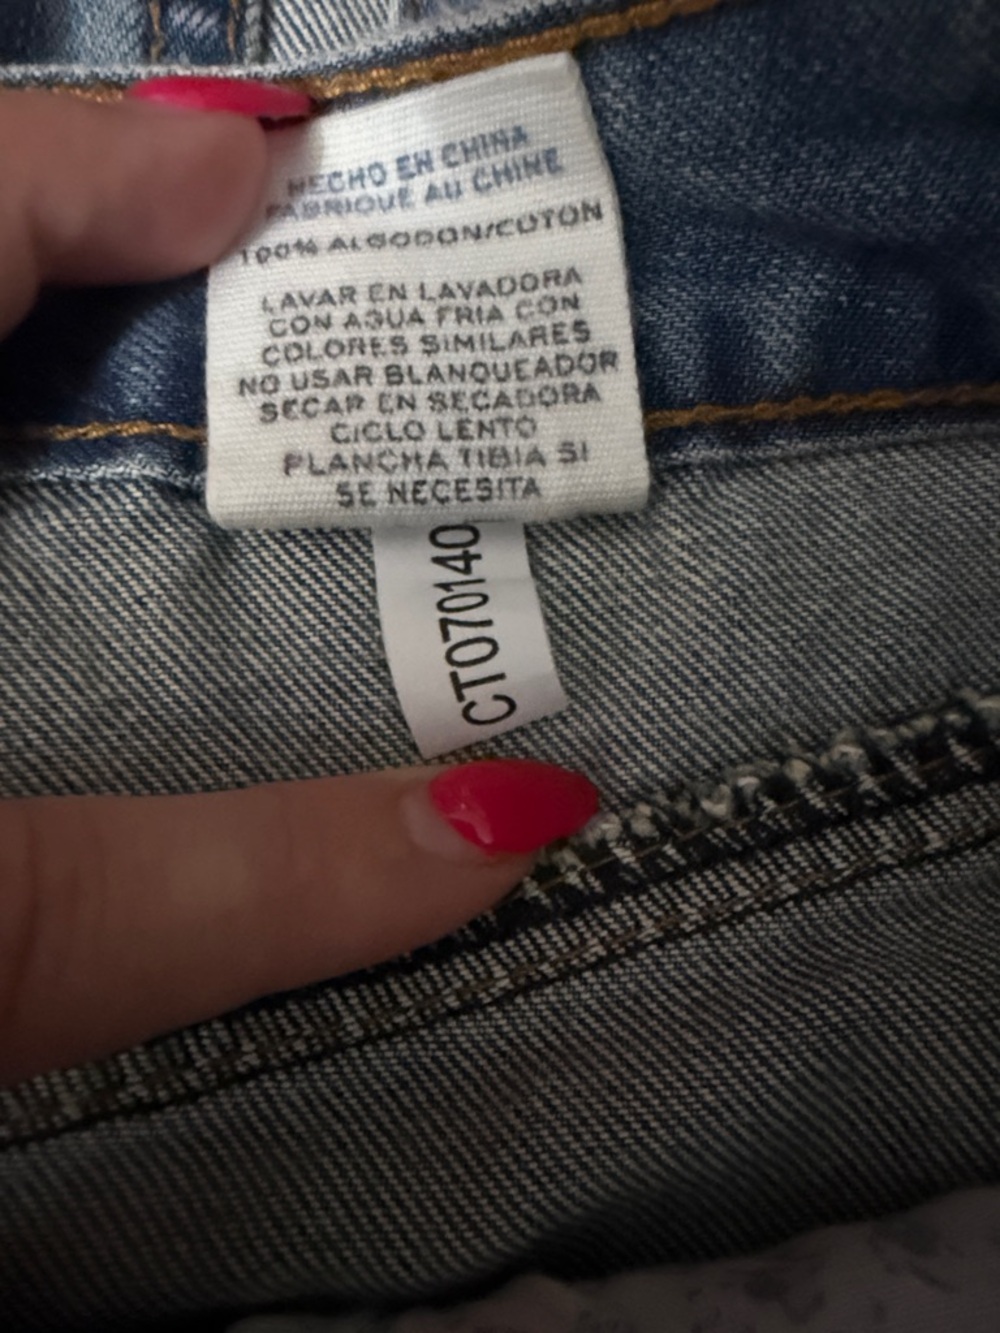 HECHO EN CHINA
FABRIQUE AU CHINE
100% ALGODON/COTON
LAVAR EN LAVADORA
CON AGUA FRIA CON
COLORES SIMILARES
NO USAR BLANQUEADOR
SECAR EN SECADORA
CICLO LENTO
PLANCHA TIBIA SI
SE NECESITA
CT070140